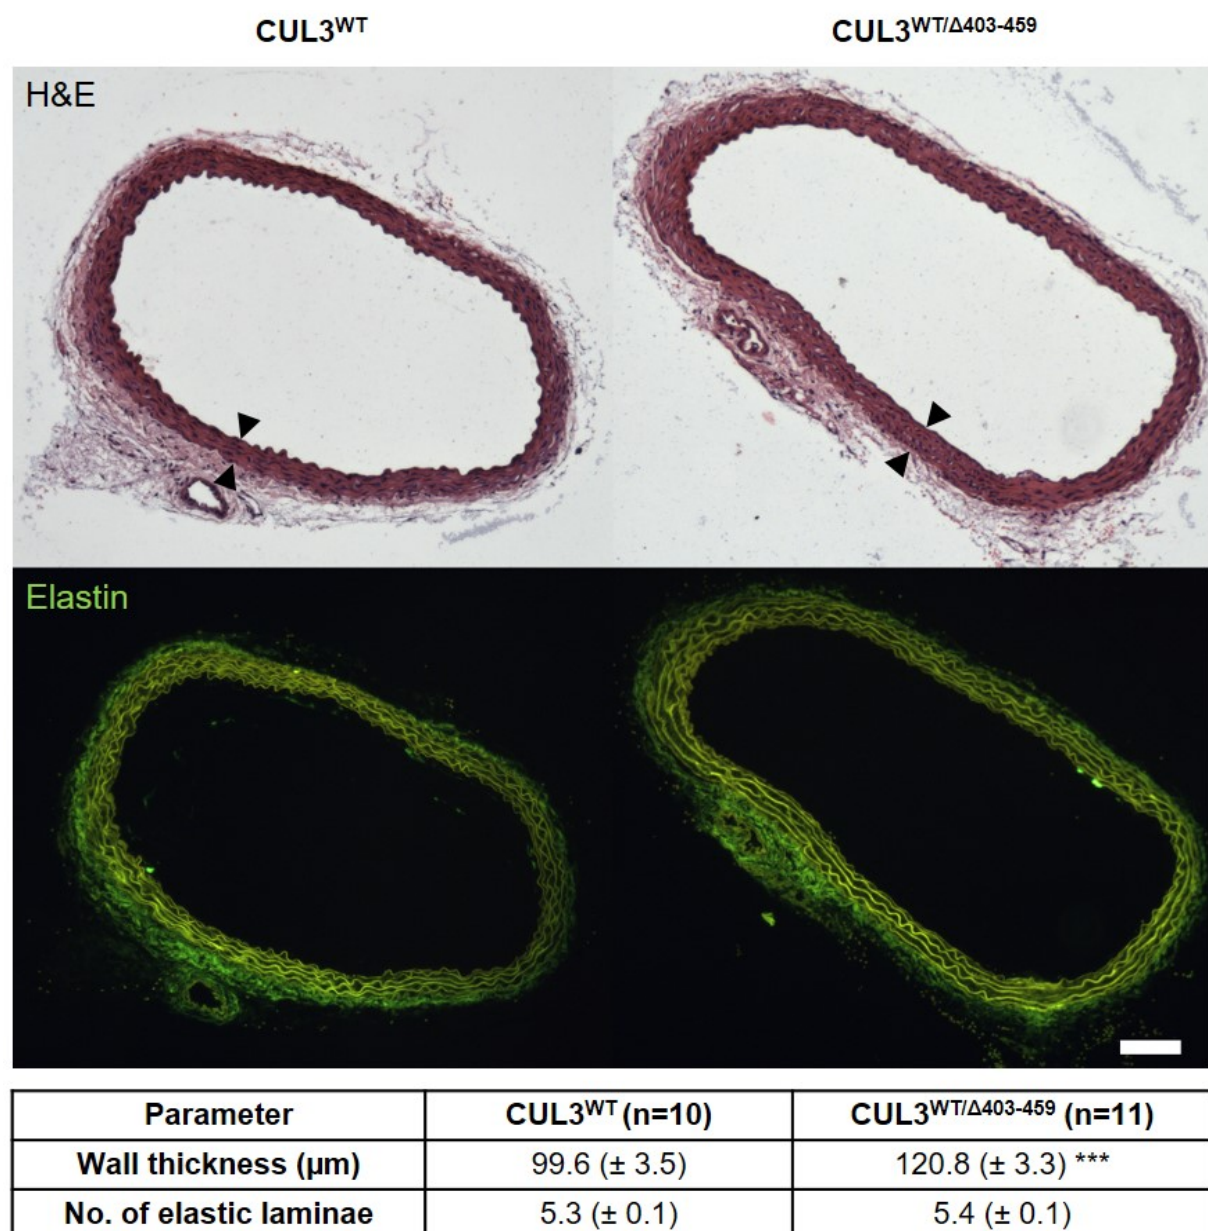 CUL3WT CUL3WT/Δ403-459
H&E
Elastin
Parameter CUL3WT (n=10) CUL3WT/Δ403-459 (n=11)
Wall thickness (µm) 99.6 (± 3.5) 120.8 (± 3.3) ***
No. of elastic laminae 5.3 (± 0.1) 5.4 (± 0.1)